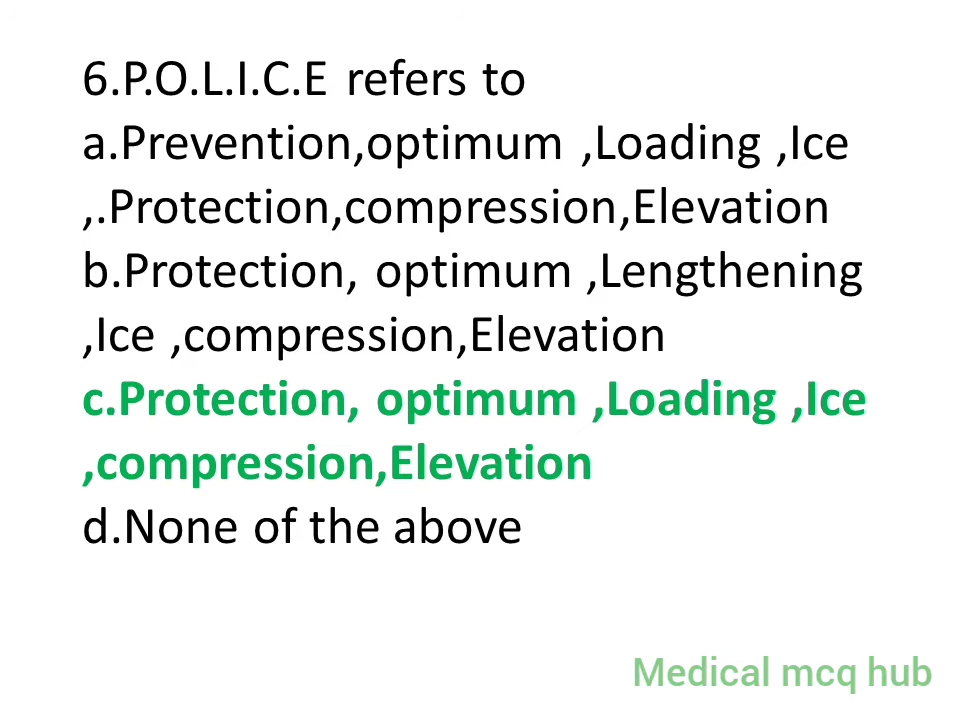 6.P.O.L.I.C.E refers to
a.Prevention,optimum ,Loading ,Ice
,.Protection,compression,Elevation
b.Protection, optimum ,Lengthening
,Ice ,compression,Elevation
c.Protection, optimum ,Loading ,Ice
,compression,Elevation
d.None of the above
Medical mcq hub